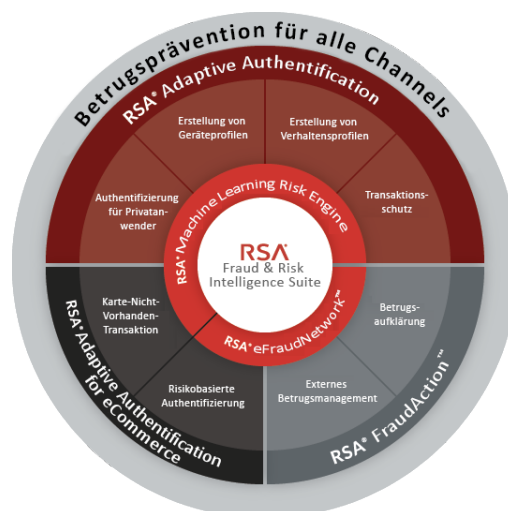 Betrugsprävention für alle Channels
RSA® Adaptive Authentification
Erstellung von
Geräteprofilen
Erstellung von
Verhaltensprofilen
Authentifizierung
für Privatan-
wender
Transaktions-
schutz
RSA® Machine Learning Risk Engine
RSA
Fraud & Risk
Intelligence Suite
RSA® eFraudNetwork™
Karte-Nicht-
Vorhanden-
Transaktion
Betrugs-
aufklärung
Risikobasierte
Authentifizierung
Externes
Betrugsmanagement
RSA® Adaptive Authentification
for eCommerce
RSA® FraudAction™